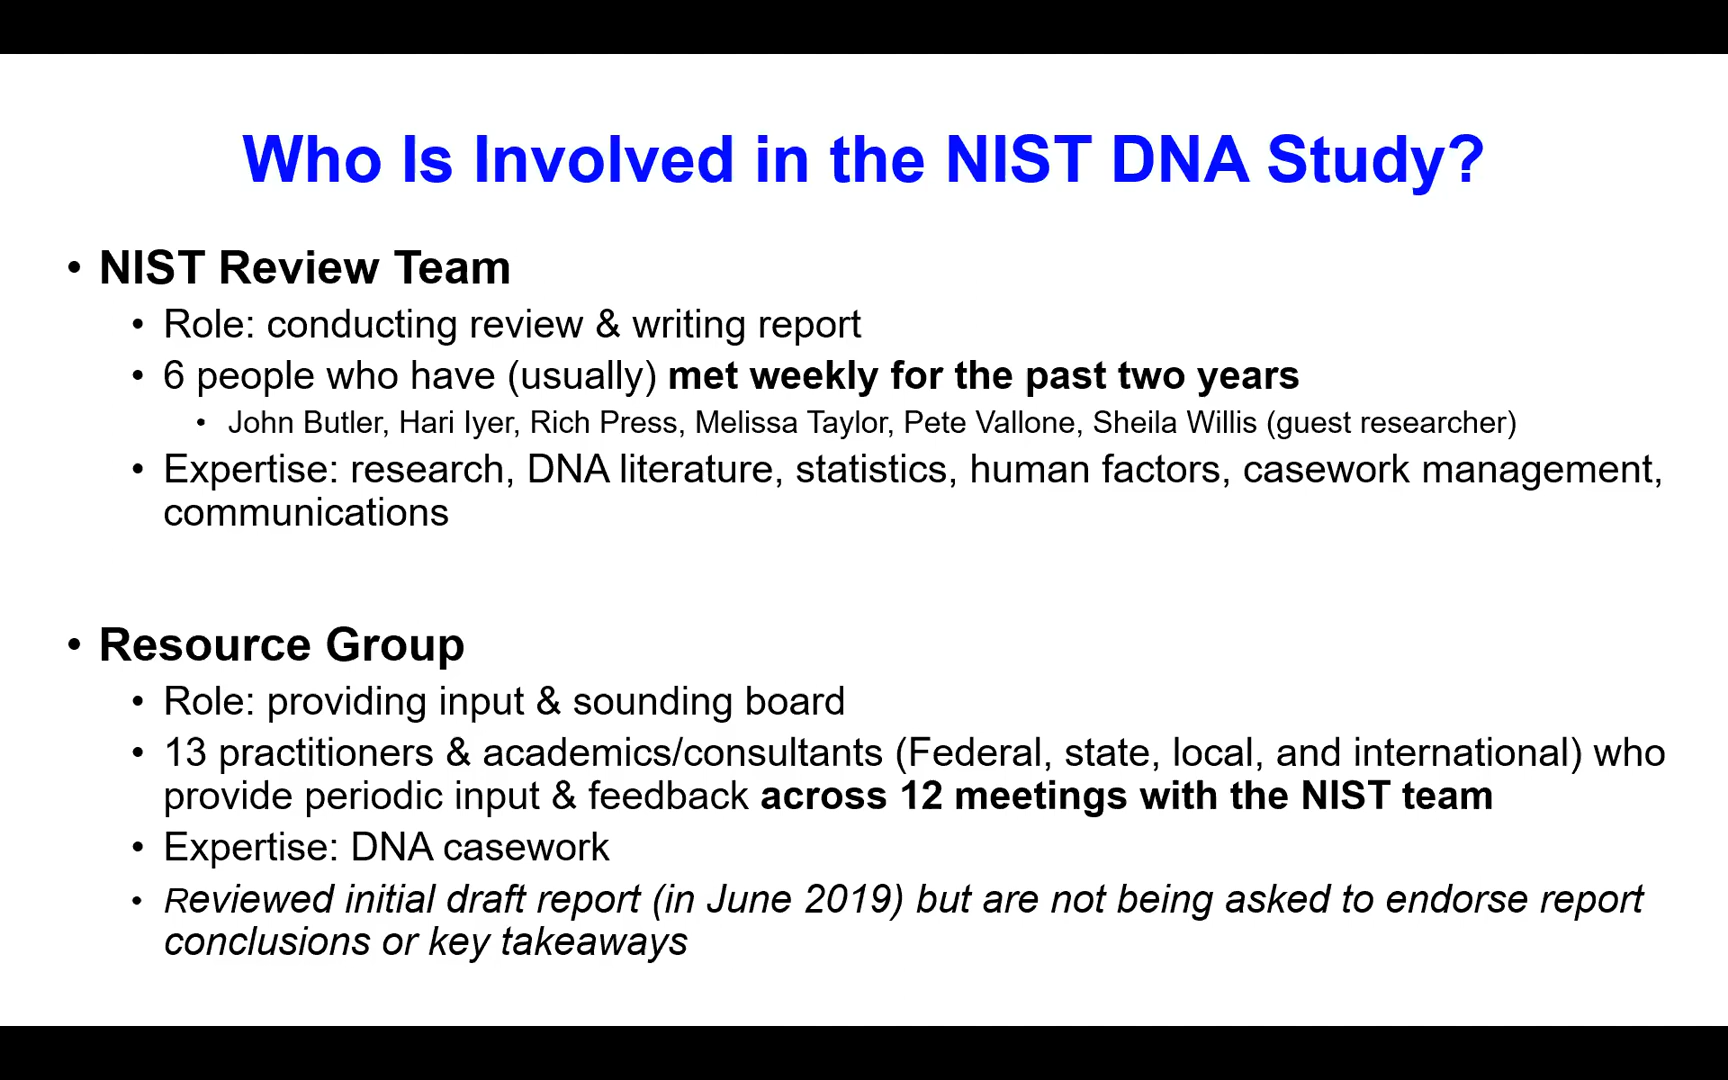 Who Is Involved in the NIST DNA Study?
• NIST Review Team
• Role: conducting review & writing report
• 6 people who have (usually) met weekly for the past two years
• John Butler, Hari Iyer, Rich Press, Melissa Taylor, Pete Vallone, Sheila Willis (guest researcher)
• Expertise: research, DNA literature, statistics, human factors, casework management,
communications
• Resource Group
• Role: providing input & sounding board
• 13 practitioners & academics/consultants (Federal, state, local, and international) who
provide periodic input & feedback across 12 meetings with the NIST team
• Expertise: DNA casework
• Reviewed initial draft report (in June 2019) but are not being asked to endorse report
conclusions or key takeaways